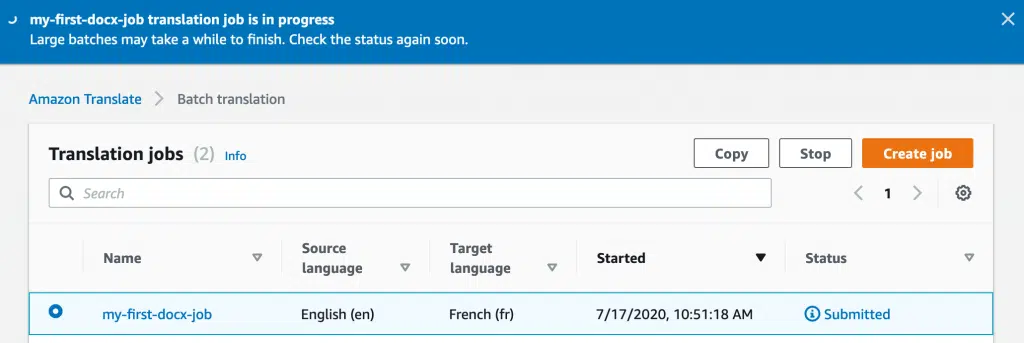 my-first-docx-job translation job is in progress
Large batches may take a while to finish. Check the status again soon.
Amazon Translate > Batch translation
Translation jobs (2) Info
Copy
Stop
Create job
Search
1
Name
Source language
Target language
Started
Status
my-first-docx-job
English (en)
French (fr)
7/17/2020, 10:51:18 AM
Submitted